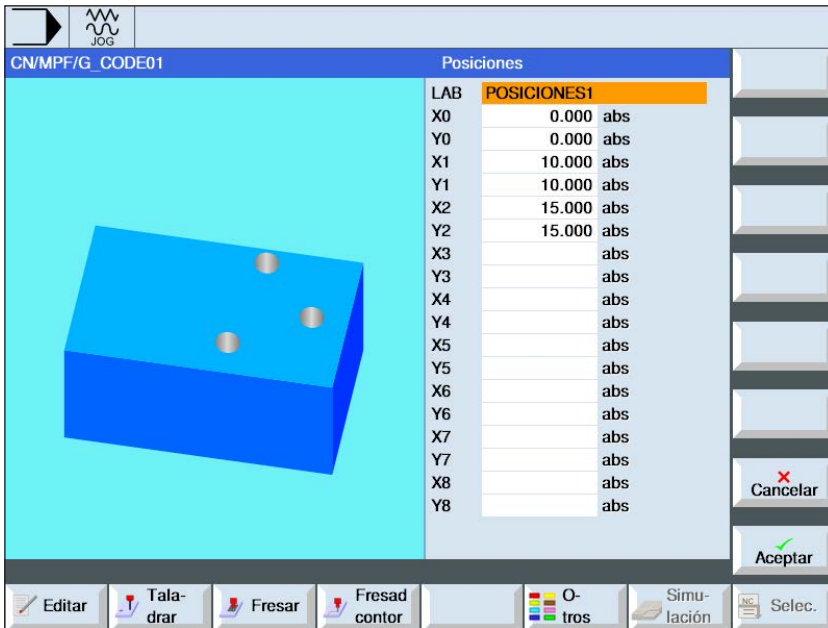 JOG
CN/MPF/G_CODE01
Posiciones
LAB POSICIONES1
X0 0.000 abs
Y0 0.000 abs
X1 10.000 abs
Y1 10.000 abs
X2 15.000 abs
Y2 15.000 abs
X3 abs
Y3 abs
X4 abs
Y4 abs
X5 abs
Y5 abs
X6 abs
Y6 abs
X7 abs
Y7 abs
X8 abs
Y8 abs
Cancelar
Aceptar
Editar
Tala-
drar
Fresar
Fresad
contor
O-
tros
Simu-
lación
NC
Selec.